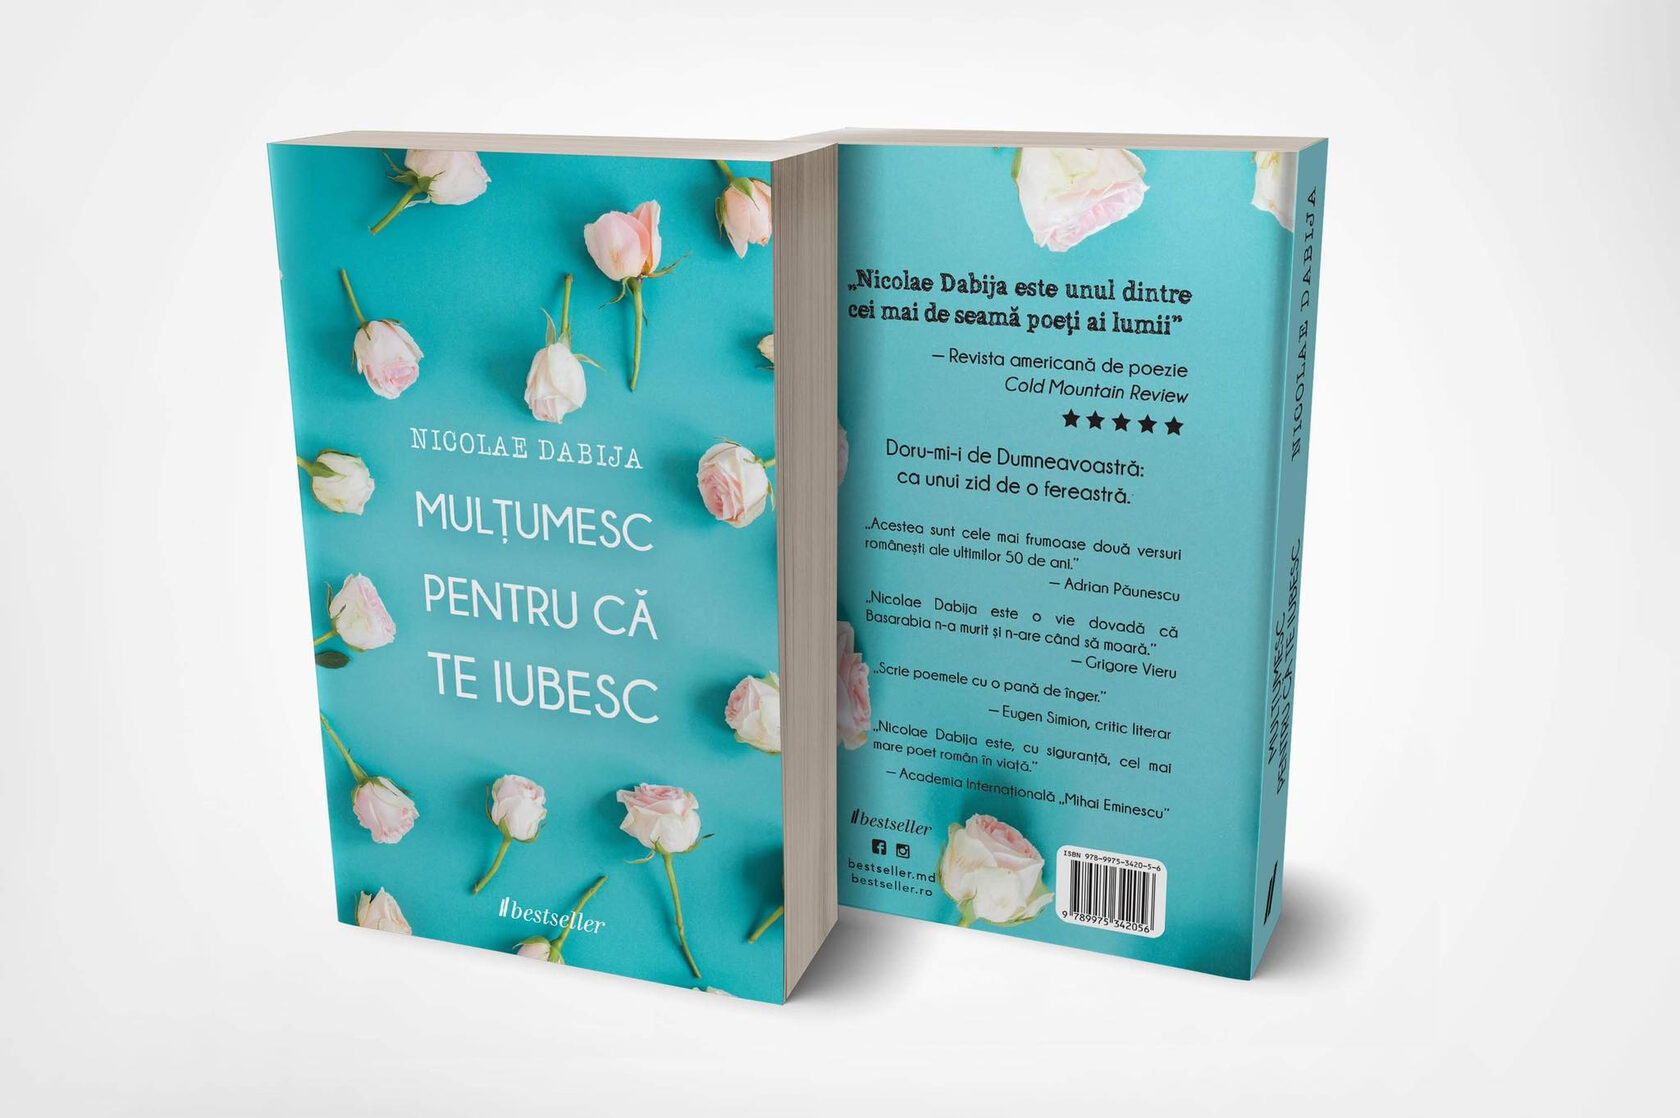 NICOLAE DABIJA
MULȚUMESC
PENTRU CĂ
TE IUBESC
bestseller
„Nicolae Dabija este unul dintre
cei mai de seamă poeți ai lumii”
– Revista americană de poezie
Cold Mountain Review
★★★★★
Doru-mi-i de Dumneavoastră:
ca unui zid de o fereastră.
„Acestea sunt cele mai frumoase două versuri
românești ale ultimilor 50 de ani.”
– Adrian Păunescu
„Nicolae Dabija este o vie dovadă că
Basarabia n-a murit și n-are când să moară.”
– Grigore Vieru
„Scrie poemele cu o pană de înger.”
– Eugen Simion, critic literar
„Nicolae Dabija este, cu siguranță, cel mai
mare poet român în viață.”
– Academia Internațională „Mihai Eminescu”
bestseller
bestseller.md
bestseller.ro
ISBN 978-9975-3420-5-6
9 789975 342056
NICOLAE DABIJA
MULȚUMESC
PENTRU CĂ TE IUBESC